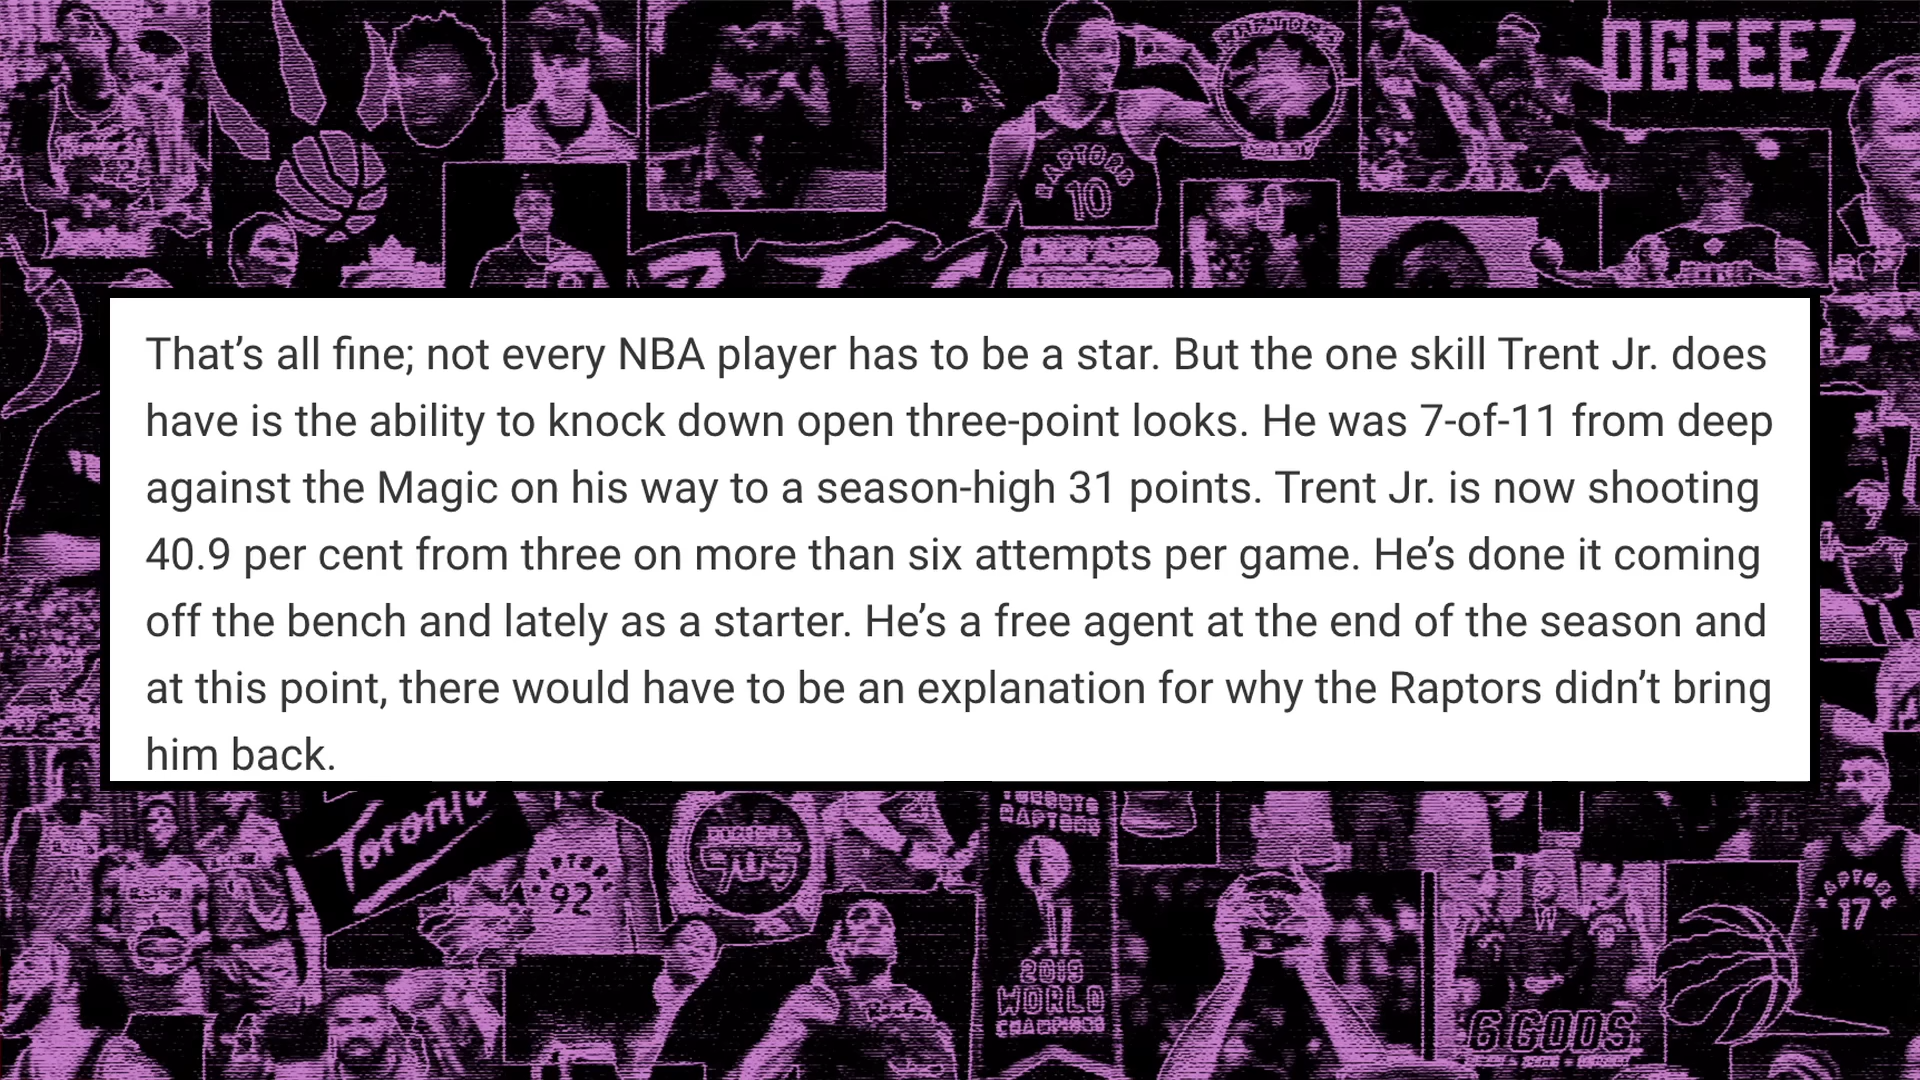 DGEEEZ
RAPTORS
10
That’s all fine; not every NBA player has to be a star. But the one skill Trent Jr. does
have is the ability to knock down open three-point looks. He was 7-of-11 from deep
against the Magic on his way to a season-high 31 points. Trent Jr. is now shooting
40.9 per cent from three on more than six attempts per game. He’s done it coming
off the bench and lately as a starter. He’s a free agent at the end of the season and
at this point, there would have to be an explanation for why the Raptors didn’t bring
him back.
Toronto
92
TORONTO
RAPTORS
2019
WORLD
CHAMPIONS
17
6GODS